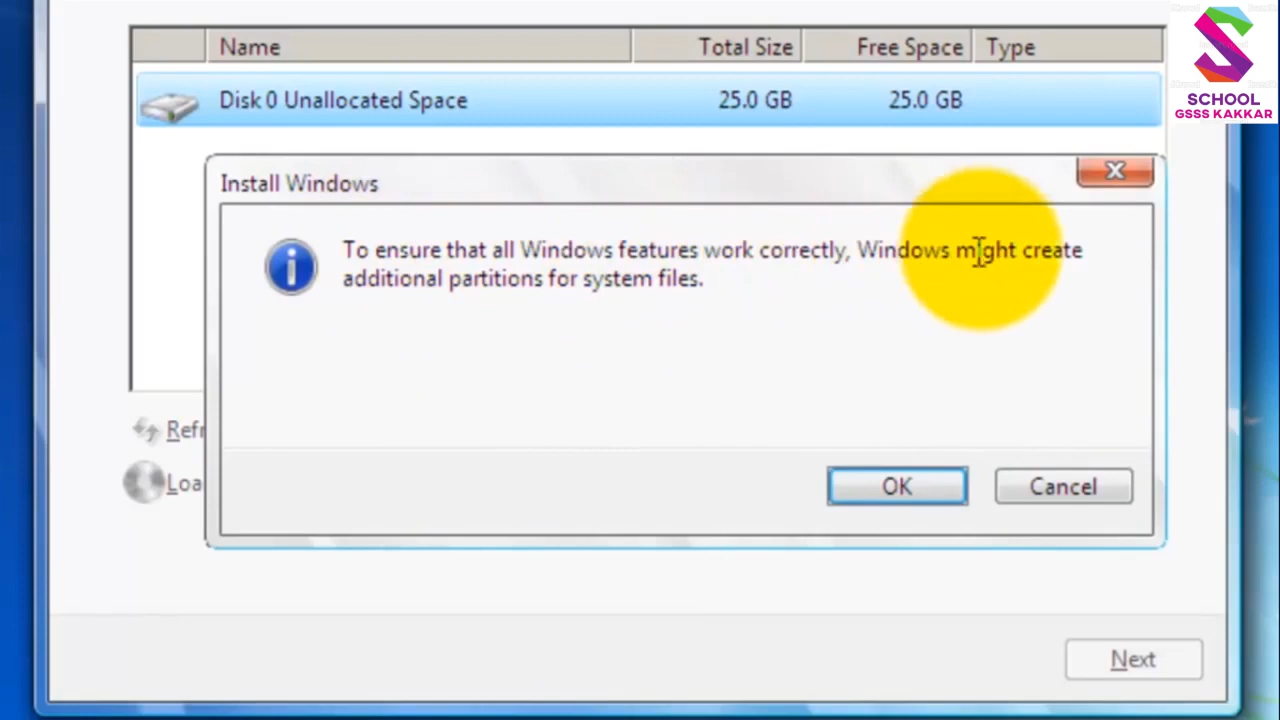 Name Total Size Free Space Type
Disk 0 Unallocated Space 25.0 GB 25.0 GB
SCHOOL
GSSS KAKKAR
Install Windows
To ensure that all Windows features work correctly, Windows might create
additional partitions for system files.
Refr
Loa
OK Cancel
Next